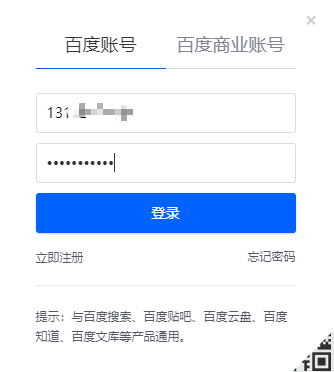 ×
百度账号 百度商业账号
131
•••••••••••
登录
立即注册 忘记密码
提示：与百度搜索、百度贴吧、百度云盘、百度
知道、百度文库等产品通用。